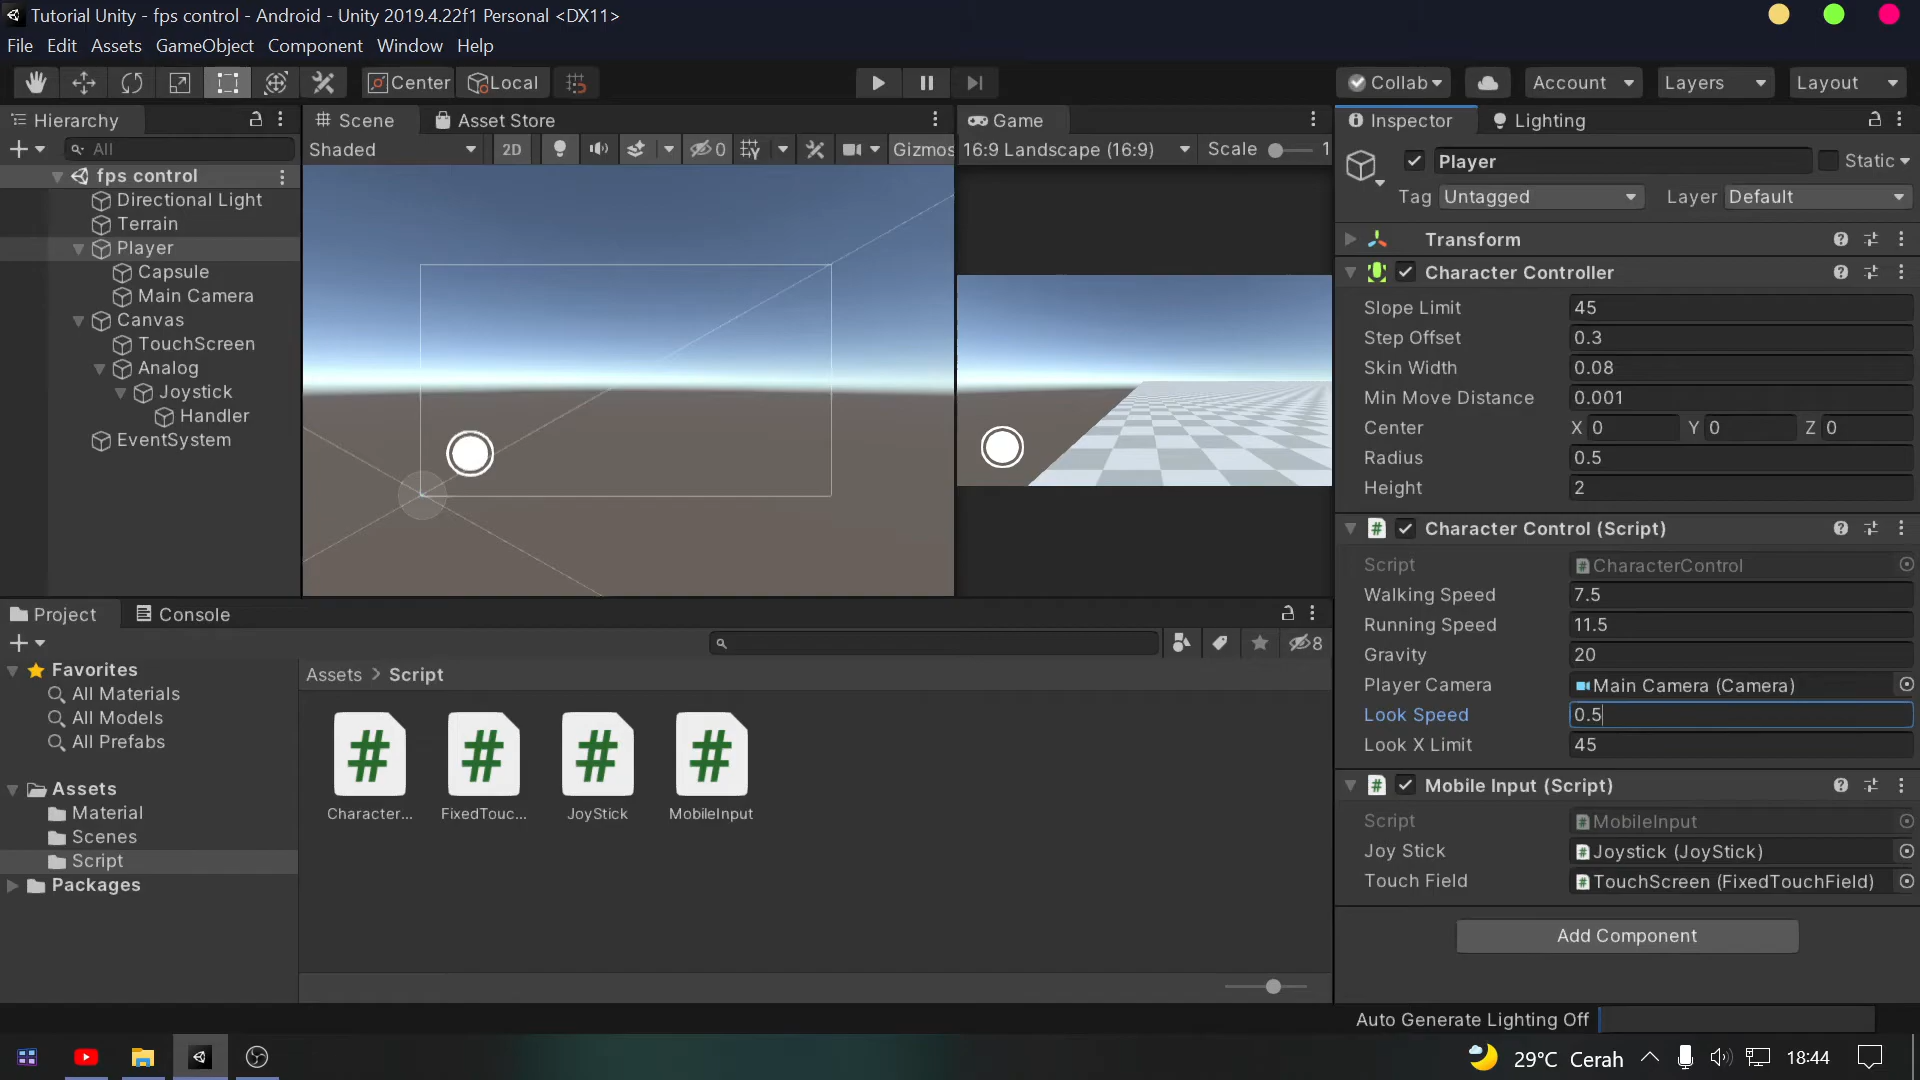 Tutorial Unity - fps control - Android - Unity 2019.4.22f1 Personal <DX11>
File Edit Assets GameObject Component Window Help
Center Local Collab Account Layers Layout
Hierarchy
All
fps control
Directional Light
Terrain
Player
Capsule
Main Camera
Canvas
TouchScreen
Analog
Joystick
Handler
EventSystem
Scene Asset Store
Shaded 2D 0 Gizmos
Game
16:9 Landscape (16:9) Scale 1
Inspector Lighting
Player Static
Tag Untagged Layer Default
Transform
Character Controller
Slope Limit 45
Step Offset 0.3
Skin Width 0.08
Min Move Distance 0.001
Center X 0 Y 0 Z 0
Radius 0.5
Height 2
# Character Control (Script)
Script # CharacterControl
Walking Speed 7.5
Running Speed 11.5
Gravity 20
Player Camera Main Camera (Camera)
Look Speed 0.5
Look X Limit 45
# Mobile Input (Script)
Script # MobileInput
Joy Stick # Joystick (JoyStick)
Touch Field # TouchScreen (FixedTouchField)
Add Component
Project Console
8
Favorites
All Materials
All Models
All Prefabs
Assets
Material
Scenes
Script
Packages
Assets > Script
# # # #
Character... FixedTouc... JoyStick MobileInput
Auto Generate Lighting Off
29°C Cerah 18:44